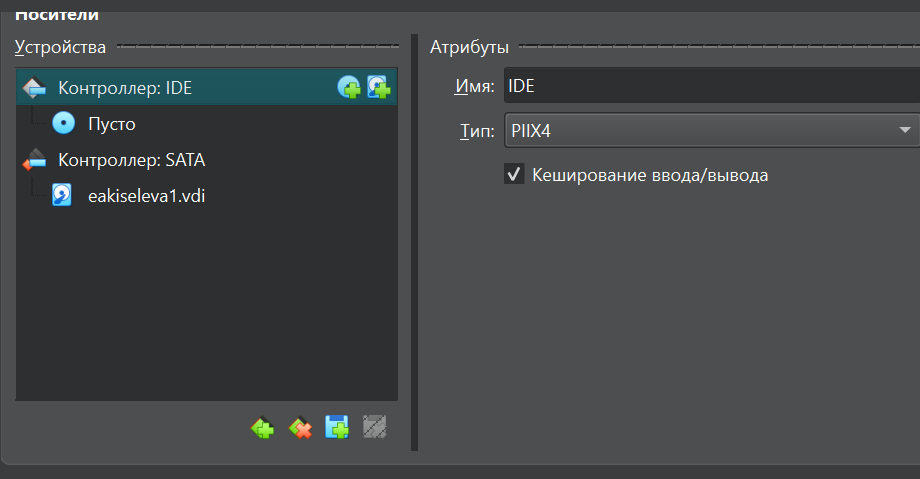 Носители
Устройства
Контроллер: IDE
Пусто
Контроллер: SATA
eakiseleva1.vdi
Атрибуты
Имя: IDE
Тип: PIIX4
Кеширование ввода/вывода